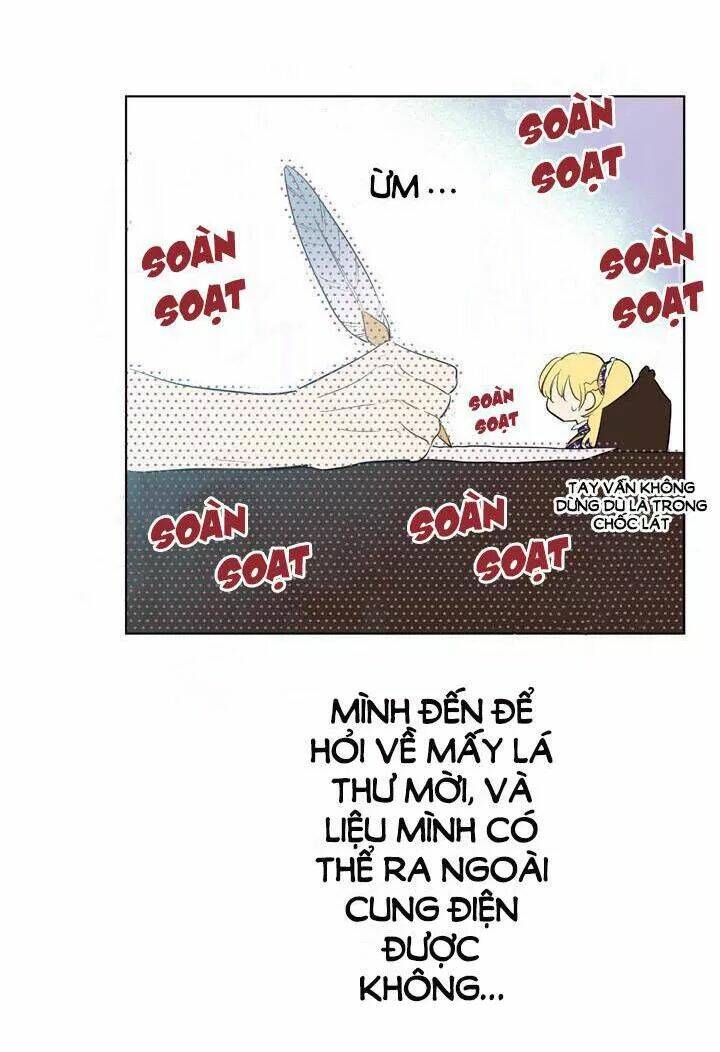 SOÀN
SOẠT
ỪM...
SOÀN
SOẠT
SOÀN
SOẠT
SOÀN
SOẠT
TAY VẪN KHÔNG
DỪNG DÙ LÀ TRONG
CHỐC LÁT
SOÀN
SOẠT
SOÀN
SOẠT
MÌNH ĐẾN ĐỂ
HỎI VỀ MẤY LÁ
THƯ MỜI, VÀ
LIỆU MÌNH CÓ
THỂ RA NGOÀI
CUNG ĐIỆN
ĐƯỢC
KHÔNG...